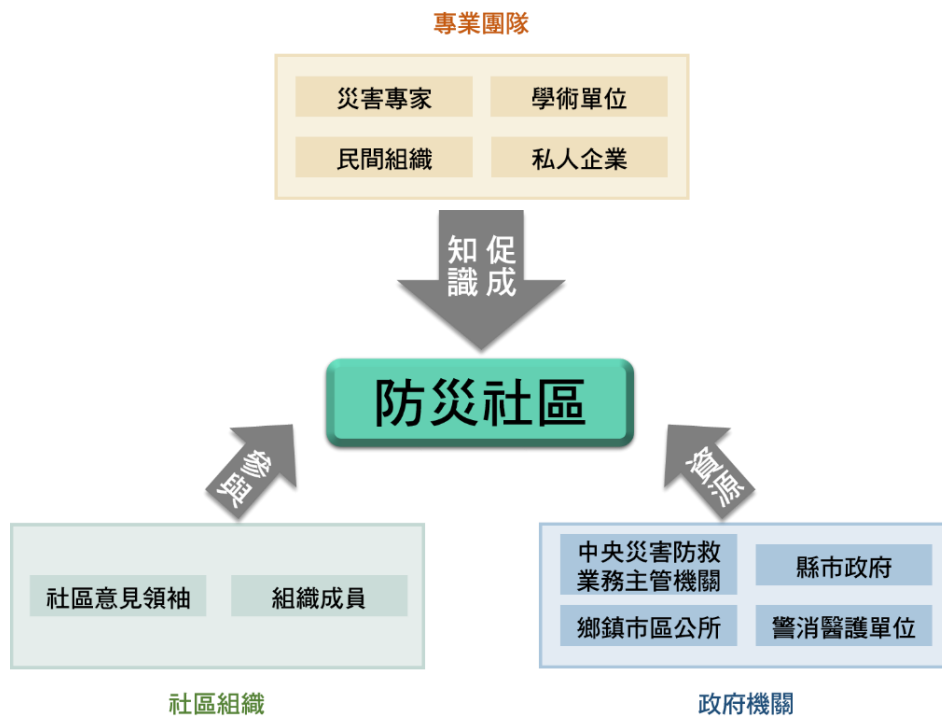 專業團隊
災害專家
學術單位
民間組織
私人企業
知識
促成
防災社區
參與
資源
社區意見領袖
組織成員
中央災害防救
業務主管機關
縣市政府
鄉鎮市區公所
警消醫護單位
社區組織
政府機關